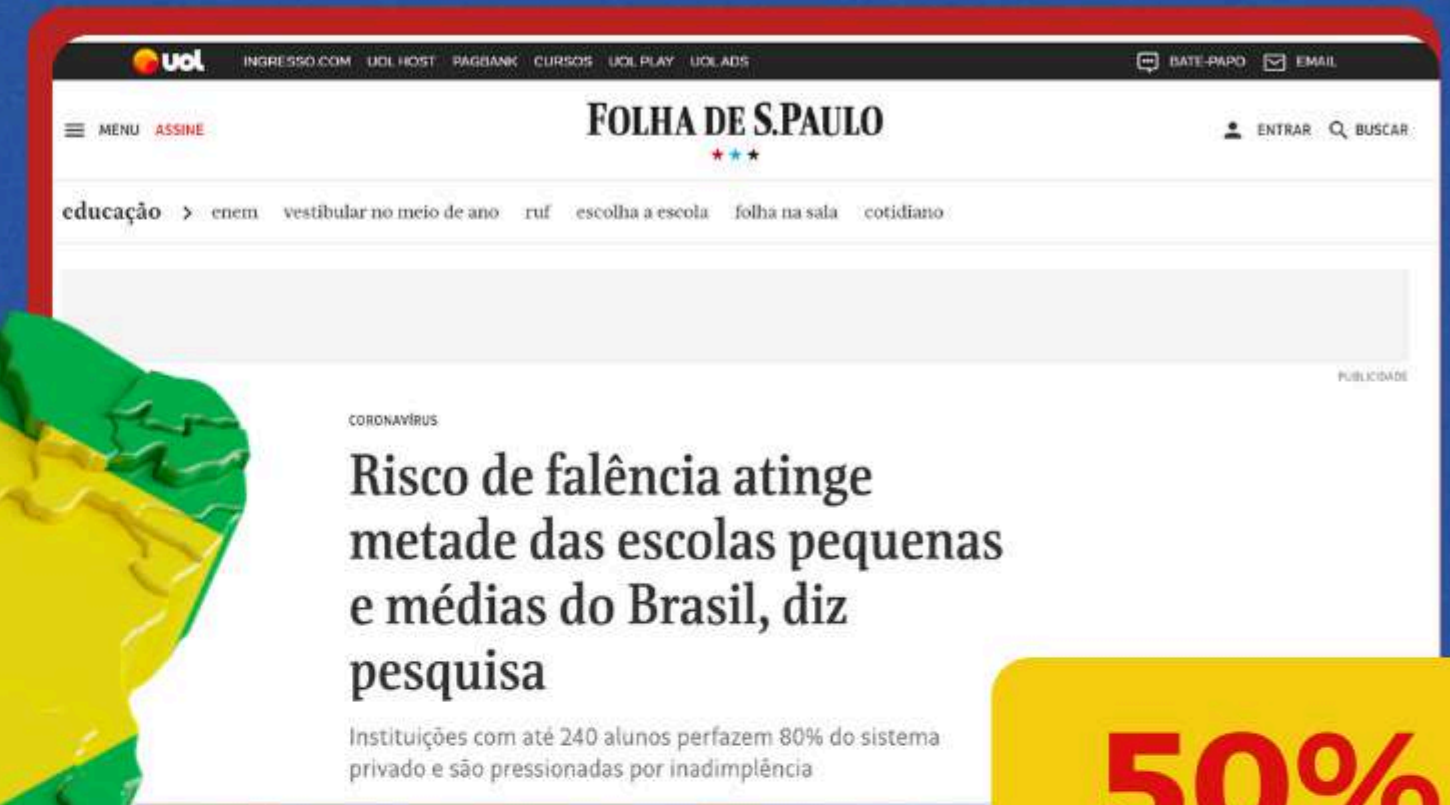 uol INGRESSO.COM UOL HOST PAGBANK CURSOS UOL PLAY UOL ADS BATE-PAPO EMAIL
MENU ASSINE FOLHA DE S.PAULO ENTRAR BUSCAR
educação > enem vestibular no meio de ano ruf escolha a escola folha na sala cotidiano
PUBLICIDADE
CORONAVÍRUS
Risco de falência atinge
metade das escolas pequenas
e médias do Brasil, diz
pesquisa
Instituições com até 240 alunos perfazem 80% do sistema
privado e são pressionadas por inadimplência
50%